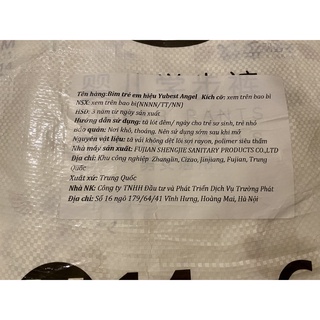 Tên hàng:Bỉm trẻ em hiệu Yubest Angel Kích cỡ: xem trên bao bì
NSX: xem trên bao bì(NNNN/TT/NN)
HSD: 3 năm từ ngày sản xuất
Hướng dẫn sử dụng: tã lót đêm/ ngày cho trẻ sơ sinh, trẻ nhỏ
Bảo quản: Nơi khô, thoáng. Nên sử dụng sớm sau khi mở
Nguyên vật liệu: tã vải không dệt lõi sợi rayon, polimer siêu thấm
Nhà máy sản xuất: FUJIAN SHENGJIE SANITARY PRODUCTS CO.,LTD
Địa chỉ: Khu công nghiệp Zhanglin, Cizao, Jinjiang, Fujian, Trung
Quốc
Xuất xứ: Trung Quốc
Nhà NK: Công ty TNHH Đầu tư và Phát Triển Dịch Vụ Trường Phát
Địa chỉ: Số 16 ngõ 179/64/41 Vĩnh Hưng, Hoàng Mai, Hà Nội